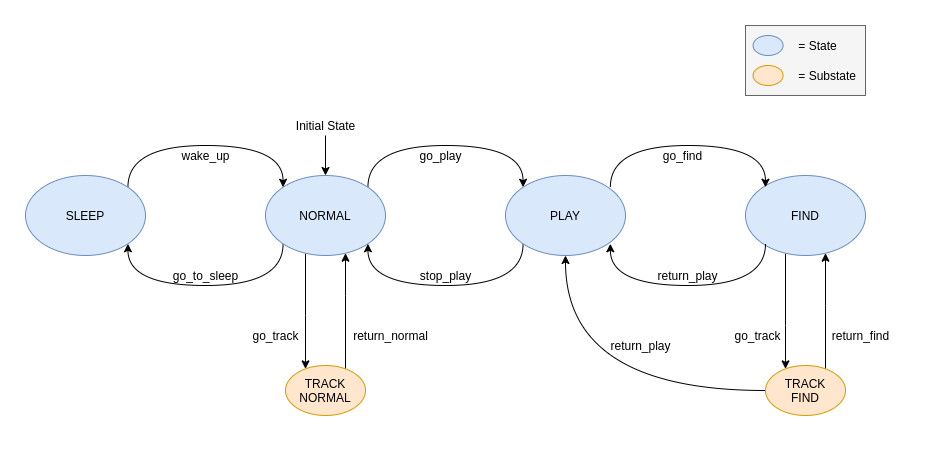 = State
= Substate
Initial State
wake_up
go_play
go_find
SLEEP
NORMAL
PLAY
FIND
go_to_sleep
stop_play
return_play
go_track
return_normal
return_play
go_track
return_find
TRACK
NORMAL
TRACK
FIND